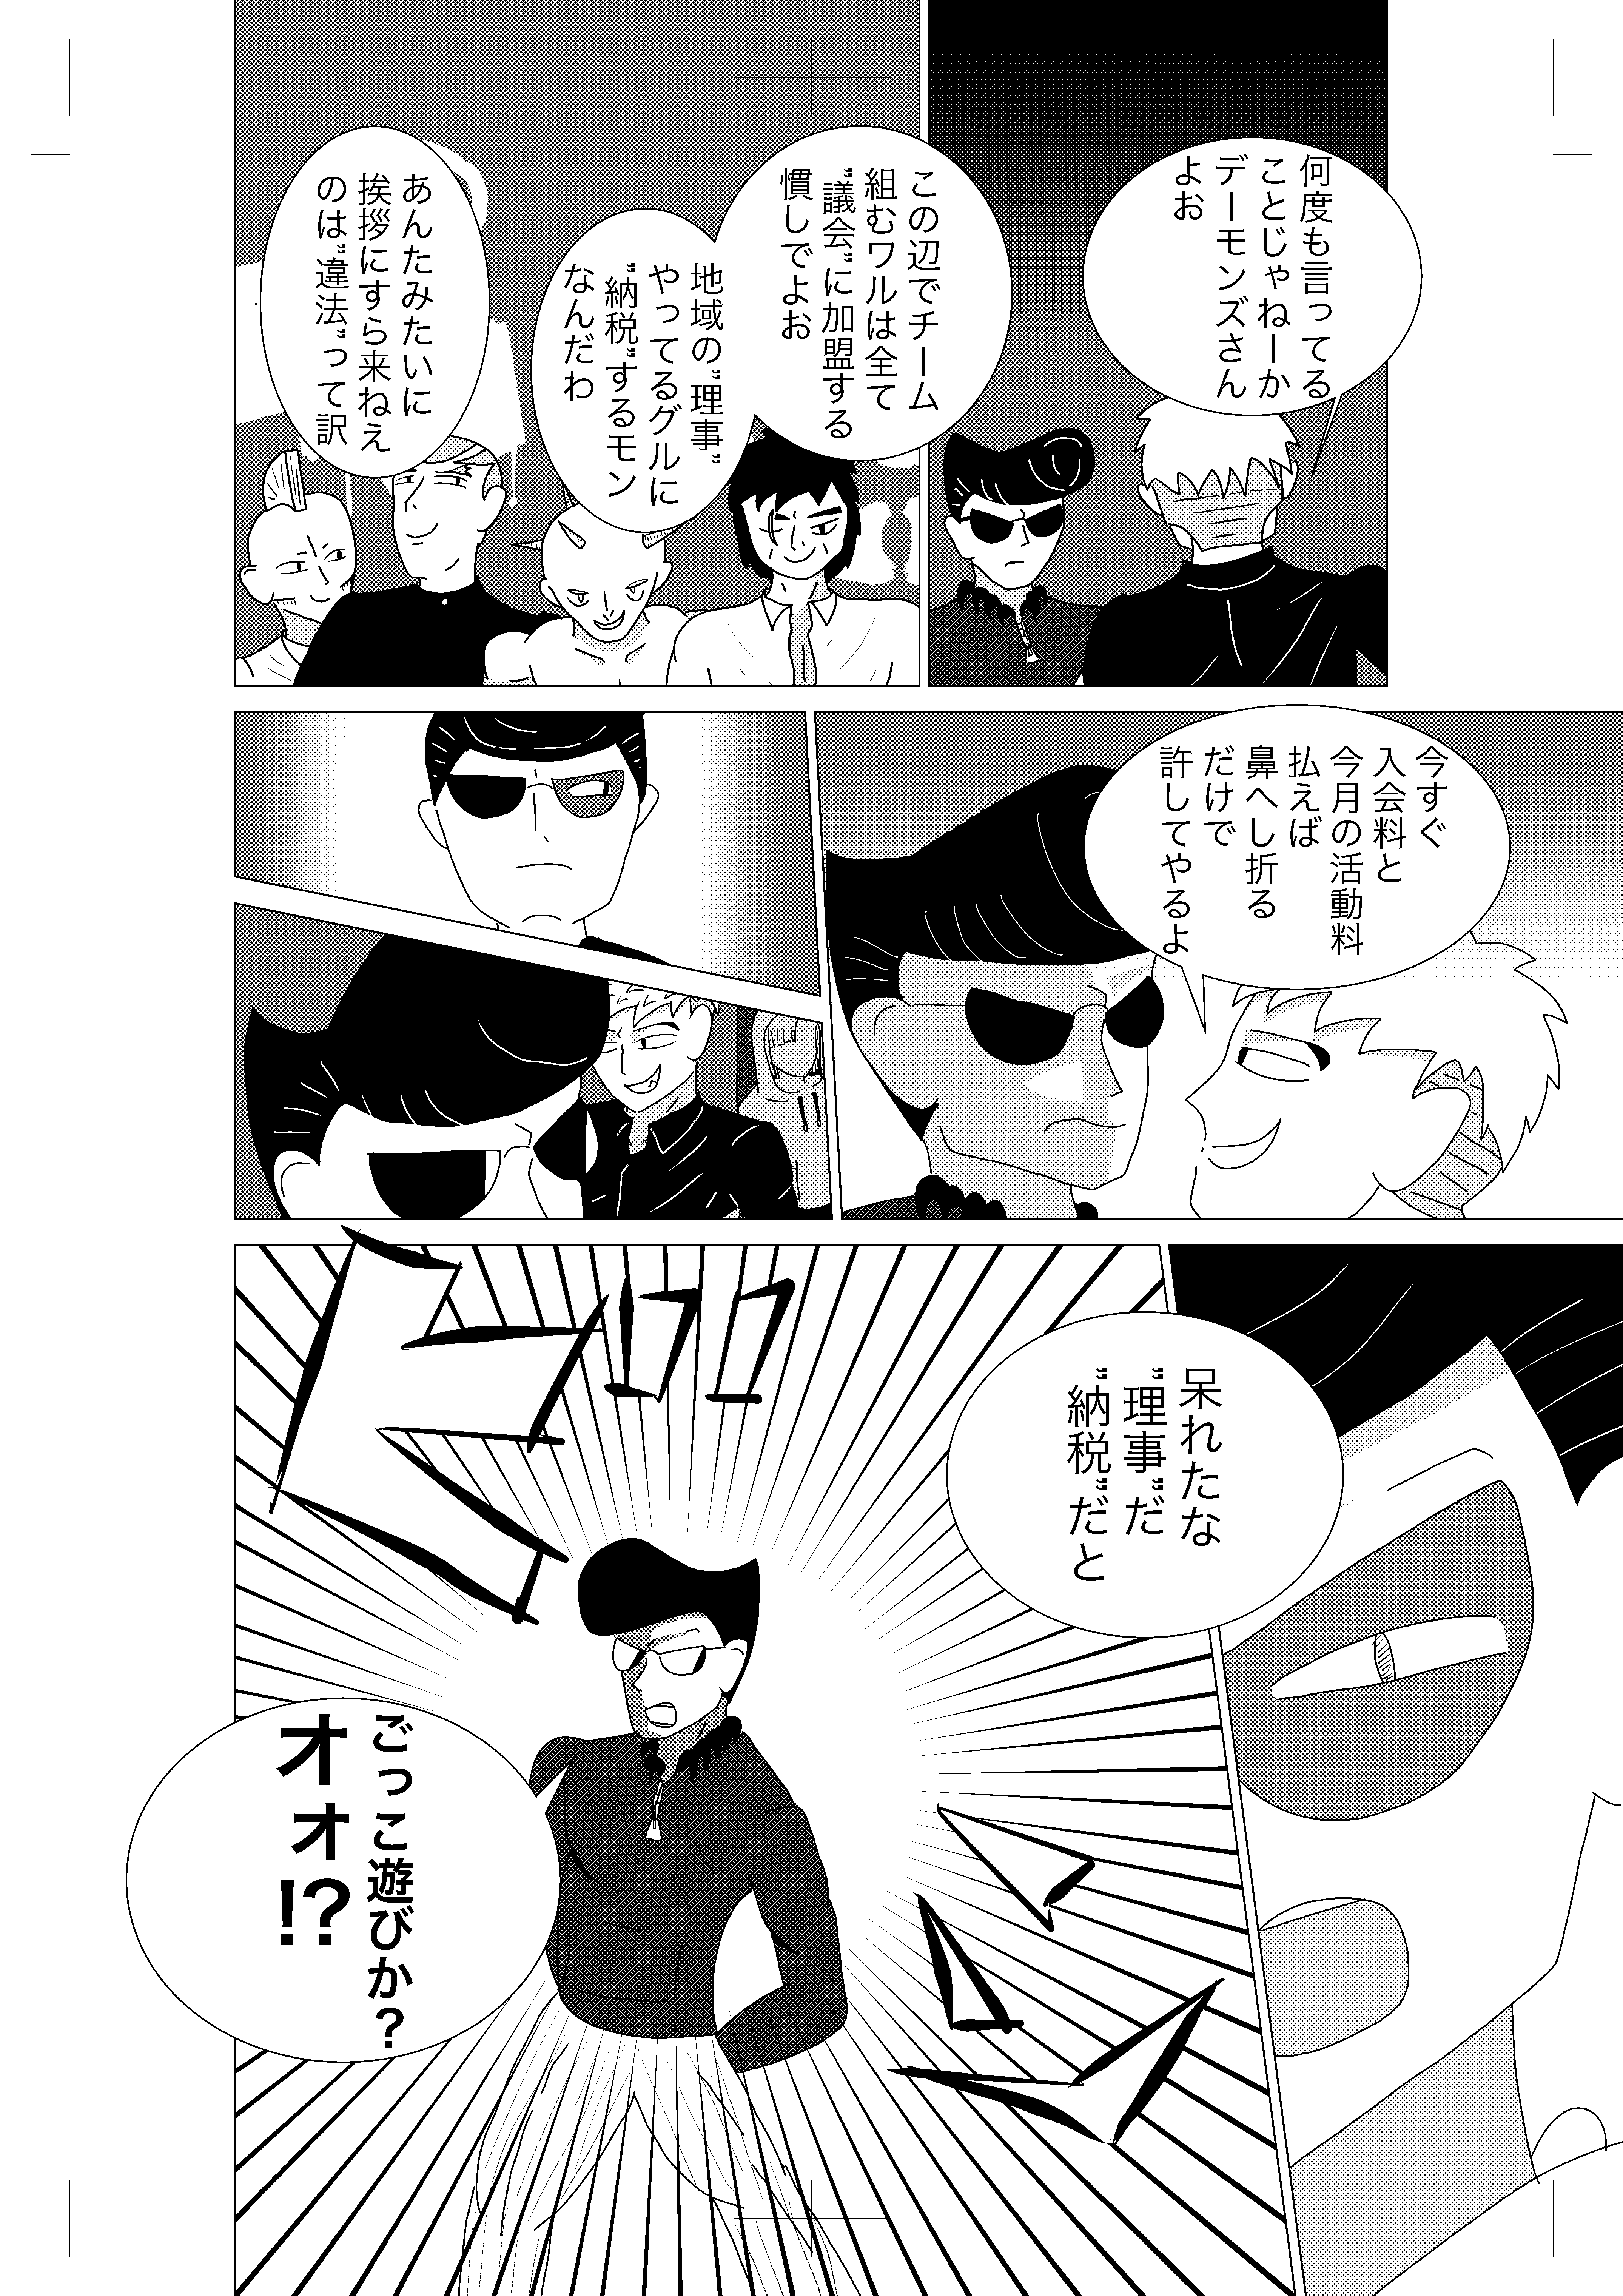 何度も言ってる
ことじゃねーか
デーモンズさん
よお
この辺でチーム
組むワルは全て
”議会”に加盟する
慣しでよお
地域の”理事”
やってるグルに
”納税”するモン
なんだわ
あんたみたいに
挨拶にすら来ねえ
のは”違法”って訳
今すぐ
入会料と
今月の活動料
払えば
鼻へし折る
だけで
許してやるよ
呆れたな
”理事”だ
”納税”だと
ごっこ遊びか？
オォ!?